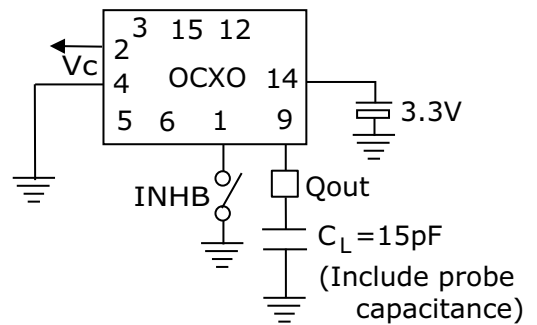 3 15 12
2
Vc
4 OCXO 14
3.3V
5 6 1 9
INHB
Qout
CL=15pF
(Include probe
capacitance)